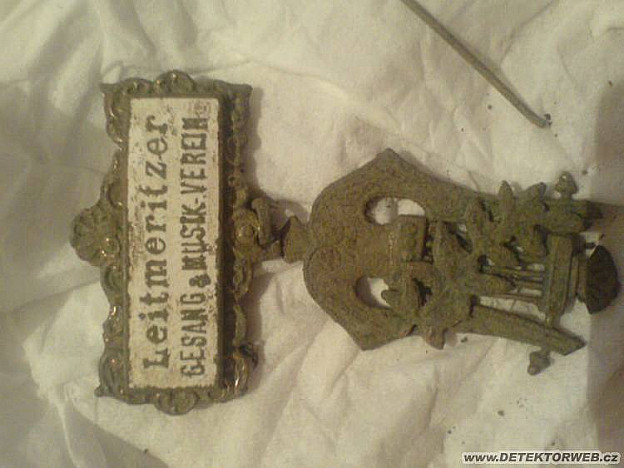 Leitmeritzer
GESANG & MUSIK-VEREIN
www.DETEKTORWEB.cz